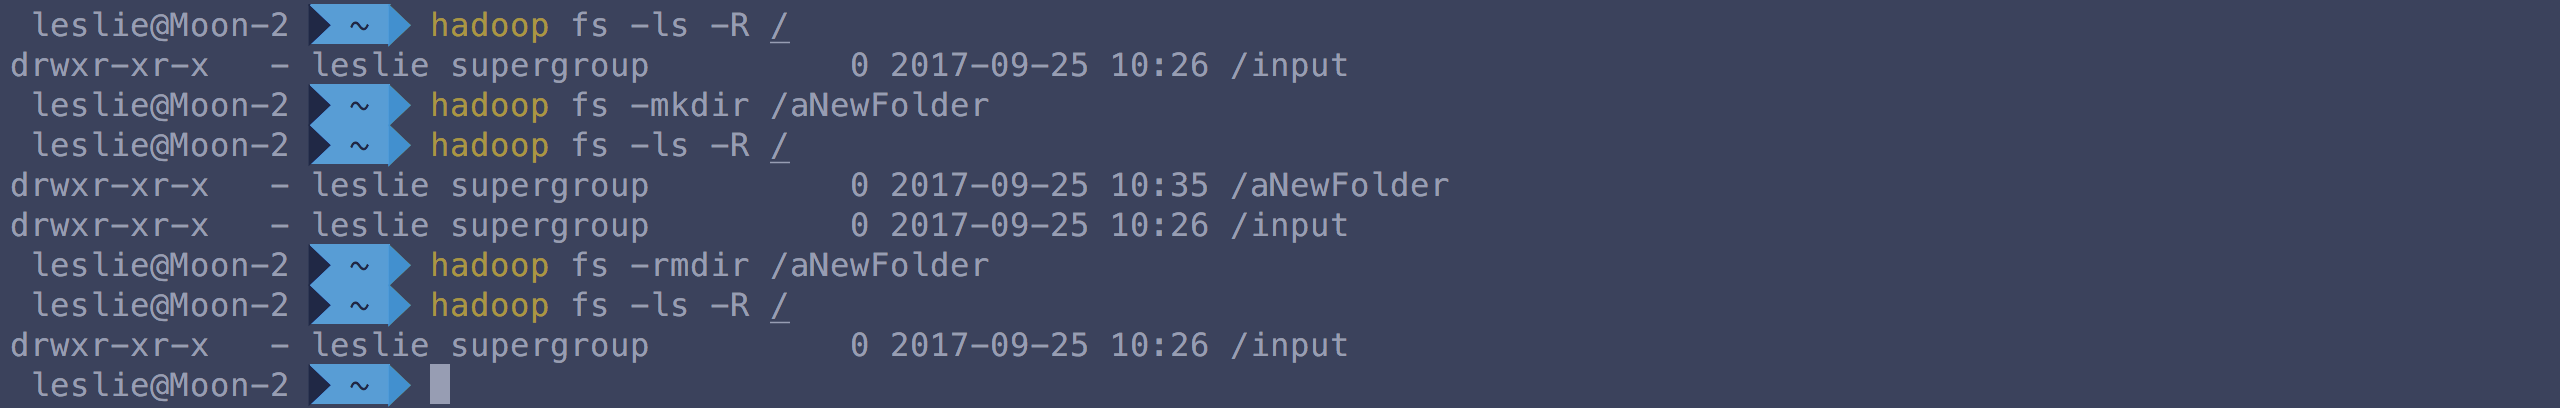 leslie@Moon-2 ~ hadoop fs -ls -R /
drwxr-xr-x   - leslie supergroup          0 2017-09-25 10:26 /input
leslie@Moon-2 ~ hadoop fs -mkdir /aNewFolder
leslie@Moon-2 ~ hadoop fs -ls -R /
drwxr-xr-x   - leslie supergroup          0 2017-09-25 10:35 /aNewFolder
drwxr-xr-x   - leslie supergroup          0 2017-09-25 10:26 /input
leslie@Moon-2 ~ hadoop fs -rmdir /aNewFolder
leslie@Moon-2 ~ hadoop fs -ls -R /
drwxr-xr-x   - leslie supergroup          0 2017-09-25 10:26 /input
leslie@Moon-2 ~